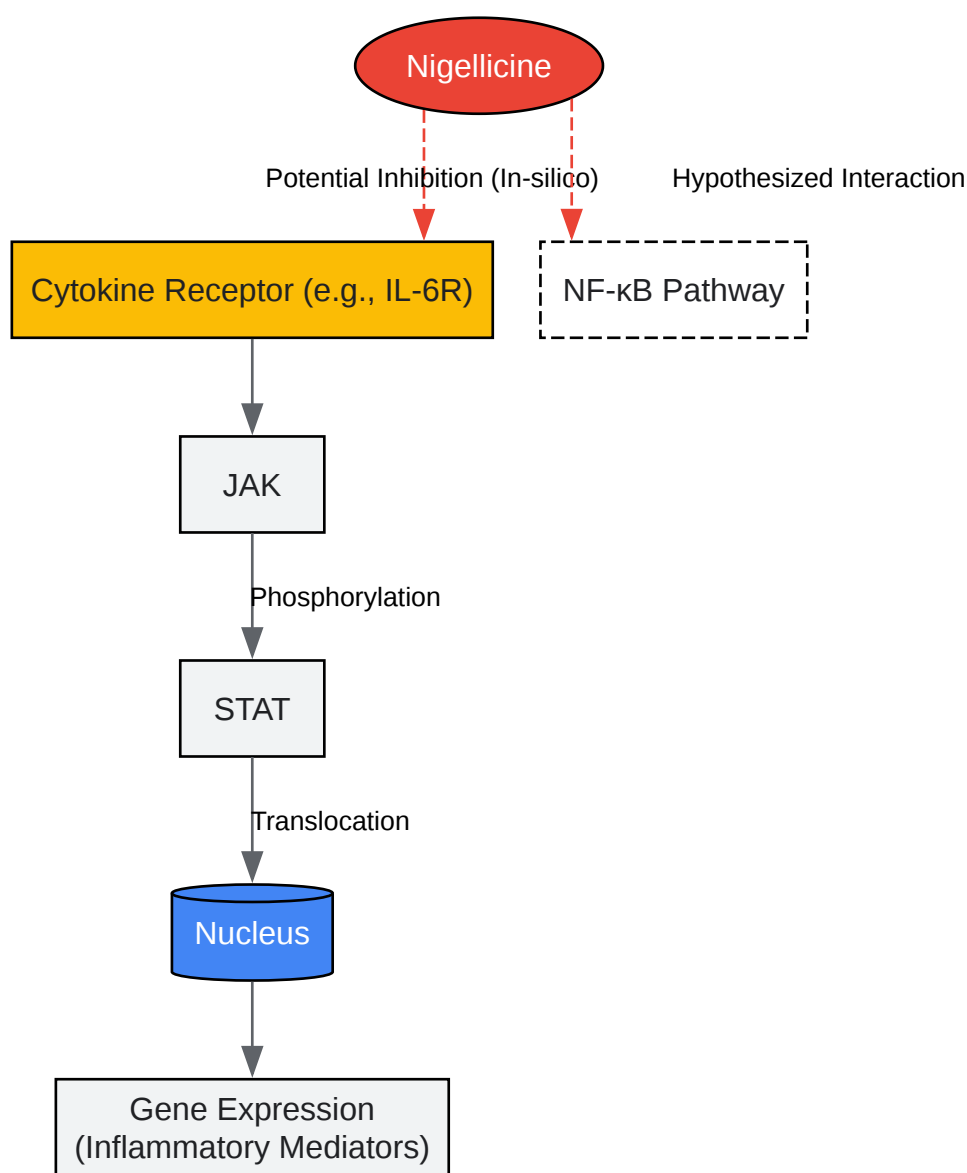 Nigellicine
Potential Inhibition (In-silico)
Hypothesized Interaction
Cytokine Receptor (e.g., IL-6R)
NF-κB Pathway
JAK
Phosphorylation
STAT
Translocation
Nucleus
Gene Expression
(Inflammatory Mediators)